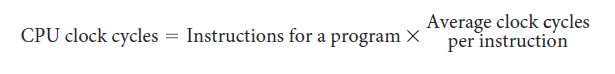 CPU clock cycles = Instructions for a program × Average clock cycles
per instruction